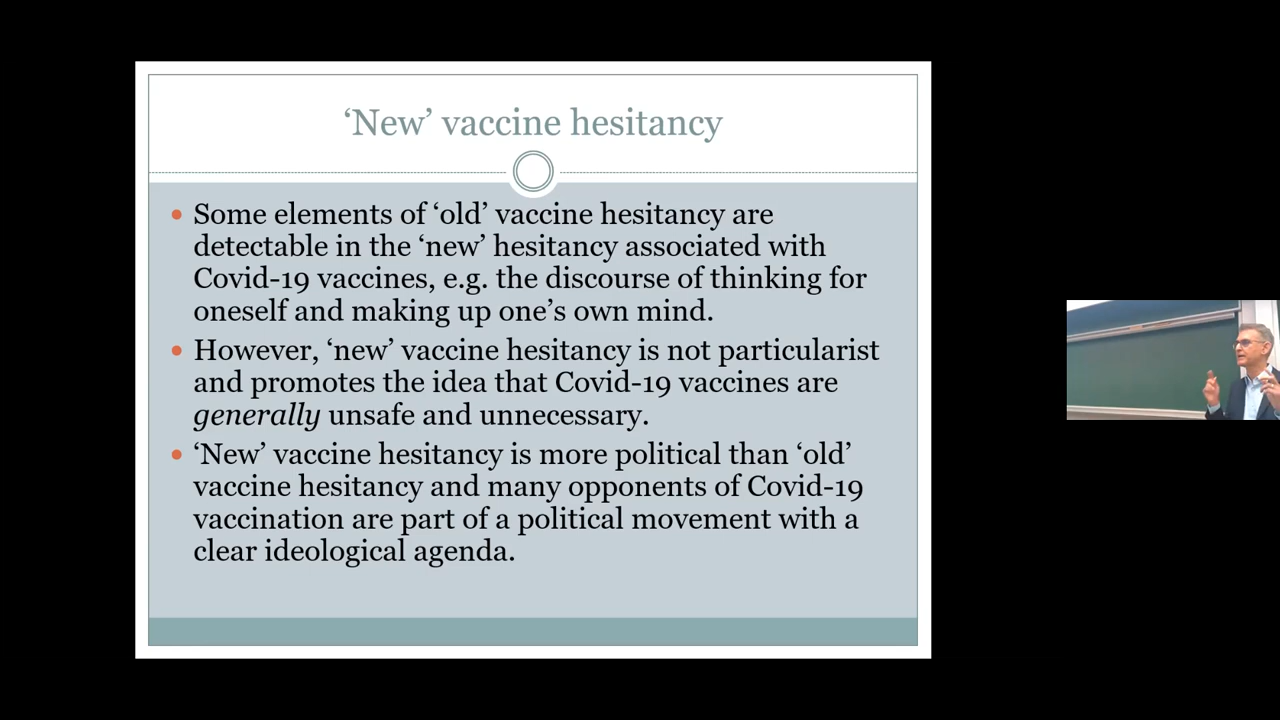 ‘New’ vaccine hesitancy
• Some elements of ‘old’ vaccine hesitancy are
detectable in the ‘new’ hesitancy associated with
Covid-19 vaccines, e.g. the discourse of thinking for
oneself and making up one’s own mind.
• However, ‘new’ vaccine hesitancy is not particularist
and promotes the idea that Covid-19 vaccines are
generally unsafe and unnecessary.
• ‘New’ vaccine hesitancy is more political than ‘old’
vaccine hesitancy and many opponents of Covid-19
vaccination are part of a political movement with a
clear ideological agenda.